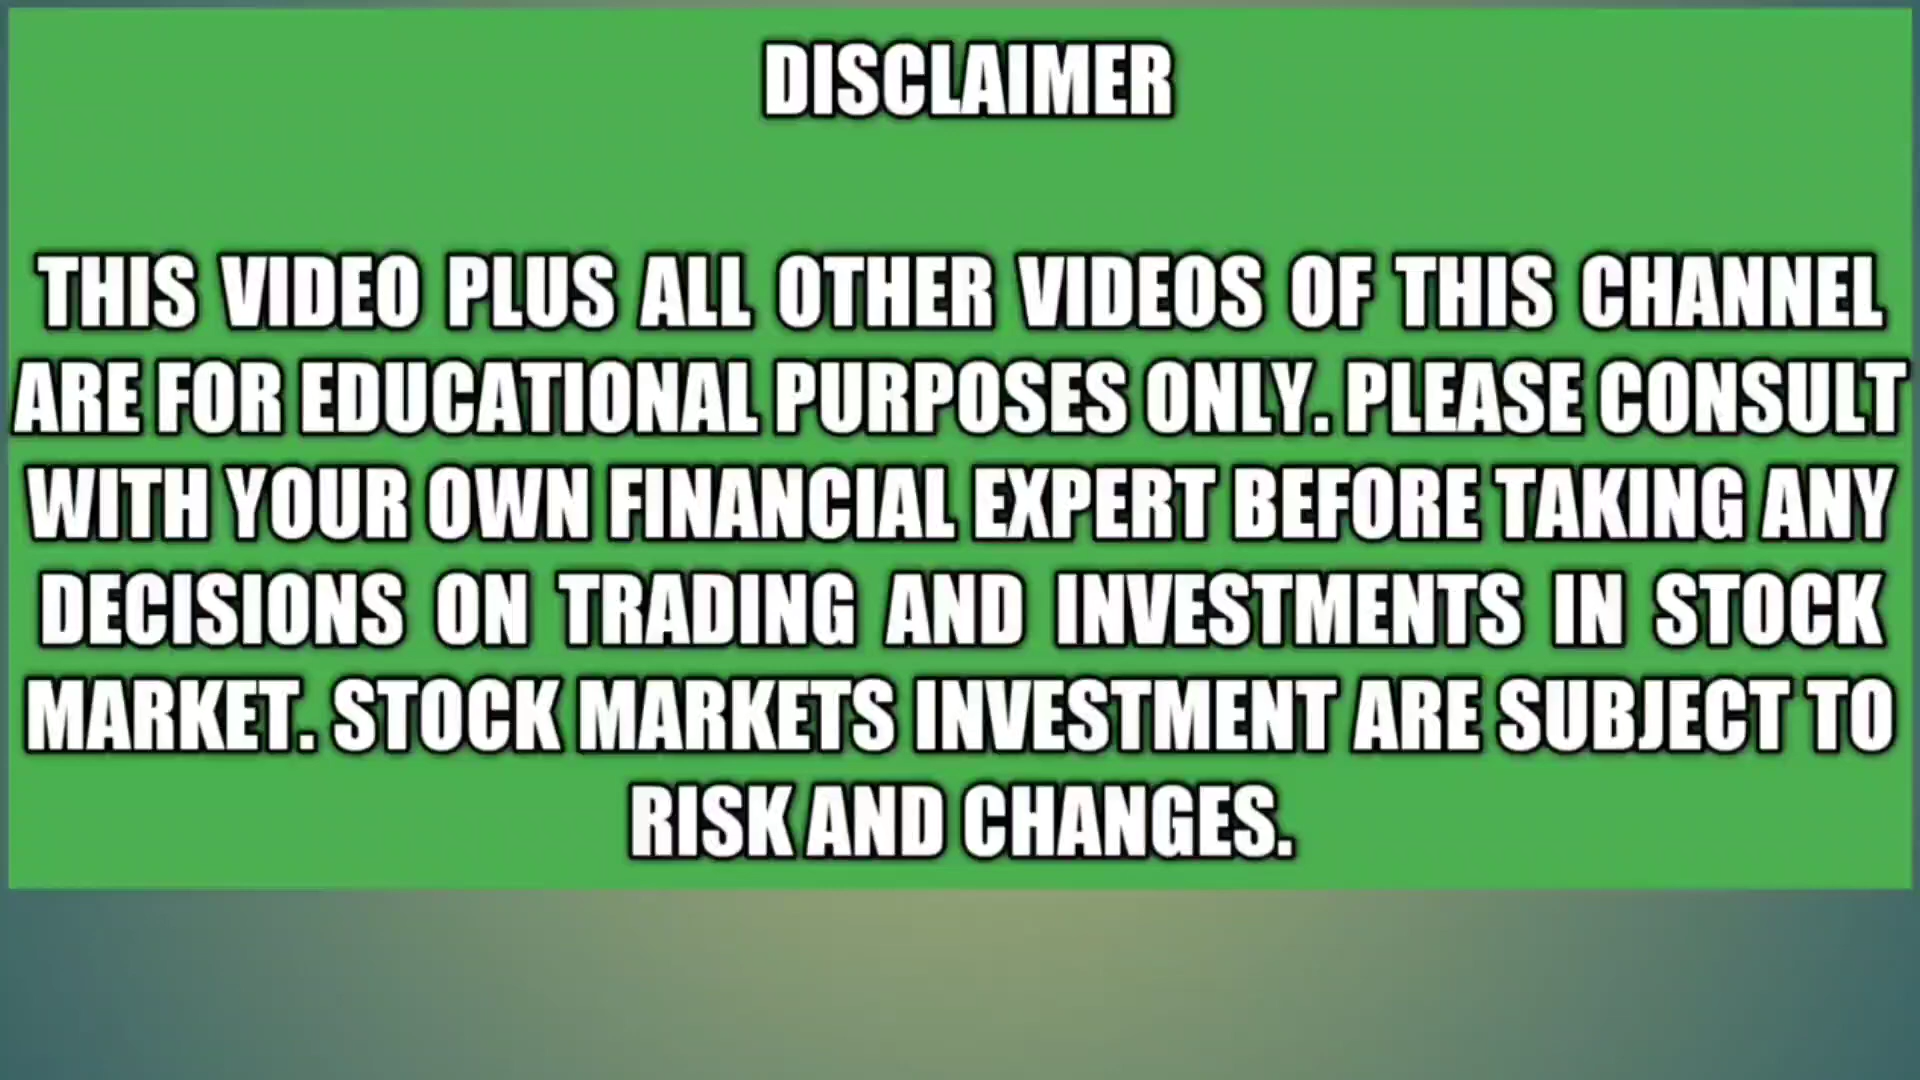 DISCLAIMER
THIS VIDEO PLUS ALL OTHER VIDEOS OF THIS CHANNEL
ARE FOR EDUCATIONAL PURPOSES ONLY. PLEASE CONSULT
WITH YOUR OWN FINANCIAL EXPERT BEFORE TAKING ANY
DECISIONS ON TRADING AND INVESTMENTS IN STOCK
MARKET. STOCK MARKETS INVESTMENT ARE SUBJECT TO
RISK AND CHANGES.